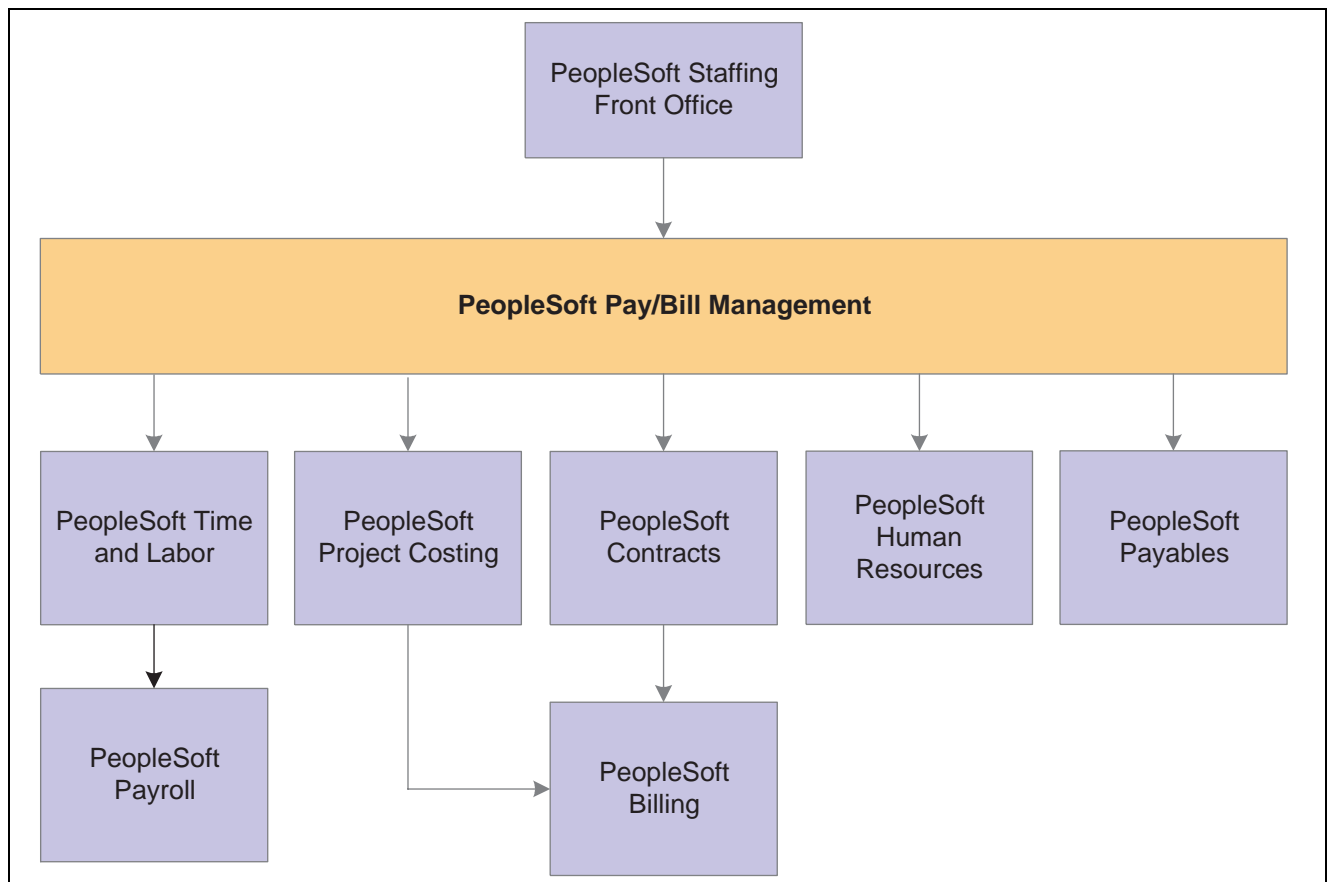 PeopleSoft Staffing
Front Office
PeopleSoft Pay/Bill Management
PeopleSoft Time
and Labor
PeopleSoft
Project Costing
PeopleSoft
Contracts
PeopleSoft
Human
Resources
PeopleSoft
Payables
PeopleSoft
Payroll
PeopleSoft
Billing